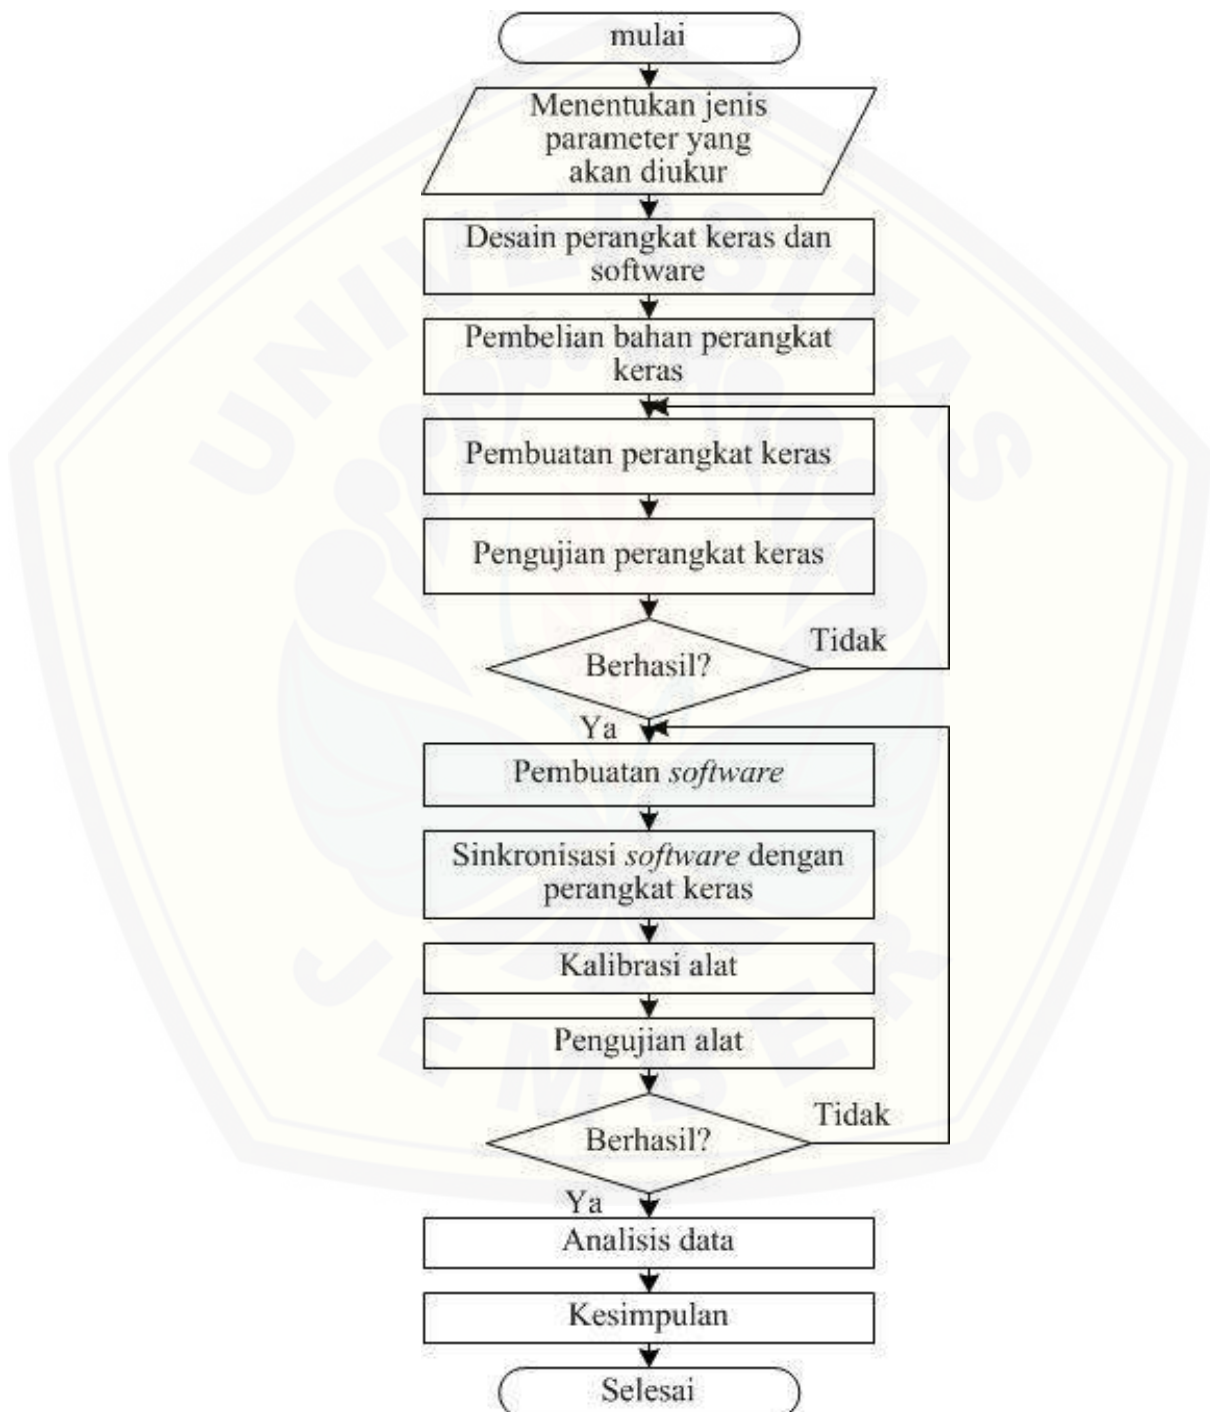 mulai
Menentukan jenis
parameter yang
akan diukur
Desain perangkat keras dan
software
Pembelian bahan perangkat
keras
Pembuatan perangkat keras
Pengujian perangkat keras
Berhasil?
Tidak
Ya
Pembuatan software
Sinkronisasi software dengan
perangkat keras
Kalibrasi alat
Pengujian alat
Berhasil?
Tidak
Ya
Analisis data
Kesimpulan
Selesai
UNIVERSITAS
JEMBER